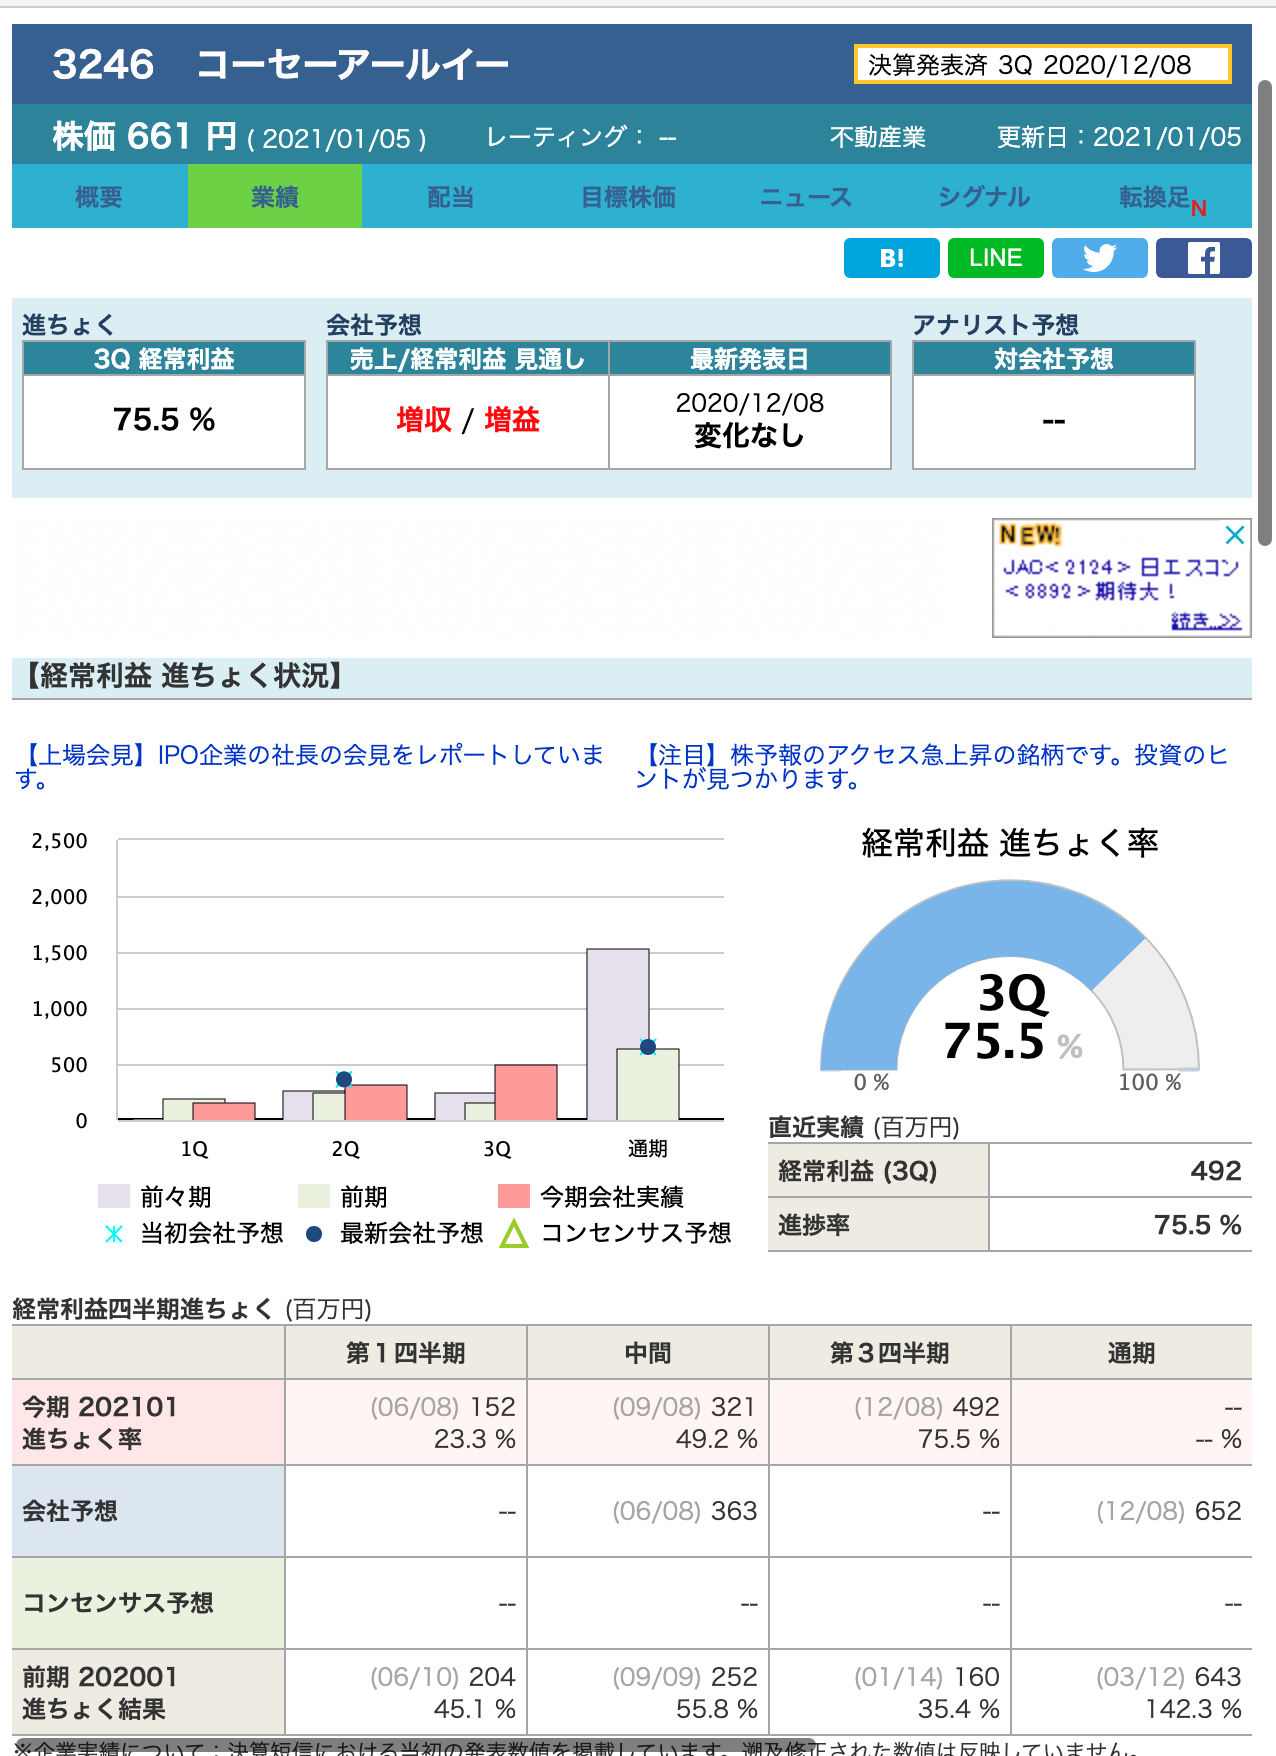 3246　コーセーアールイー
決算発表済 3Q 2020/12/08
株価 661 円 ( 2021/01/05 )
レーティング： --
不動産業
更新日：2021/01/05
概要
業績
配当
目標株価
ニュース
シグナル
転換足N
B!
LINE
進ちょく
3Q 経常利益
75.5 %
会社予想
売上/経常利益 見通し
最新発表日
増収 / 増益
2020/12/08
変化なし
アナリスト予想
対会社予想
--
NEW!
JAC<2124> 日エスコン
<8892>期待大！
続き..>>
【経常利益 進ちょく状況】
【上場会見】IPO企業の社長の会見をレポートしていま
す。
【注目】株予報のアクセス急上昇の銘柄です。投資のヒ
ントが見つかります。
2,500
2,000
1,500
1,000
500
0
1Q
2Q
3Q
通期
前々期
前期
今期会社実績
当初会社予想
最新会社予想
コンセンサス予想
経常利益 進ちょく率
3Q
75.5 %
0 %
100 %
直近実績 (百万円)
経常利益 (3Q) 492
進捗率 75.5 %
経常利益四半期進ちょく (百万円)
第１四半期 中間 第３四半期 通期
今期 202101 (06/08) 152 (09/08) 321 (12/08) 492 --
進ちょく率 23.3 % 49.2 % 75.5 % -- %
会社予想 -- (06/08) 363 -- (12/08) 652
コンセンサス予想 -- -- -- --
前期 202001 (06/10) 204 (09/09) 252 (01/14) 160 (03/12) 643
進ちょく結果 45.1 % 55.8 % 35.4 % 142.3 %
※企業実績について：決算短信における当初の発表数値を掲載しています。遡及修正された数値は反映していません。